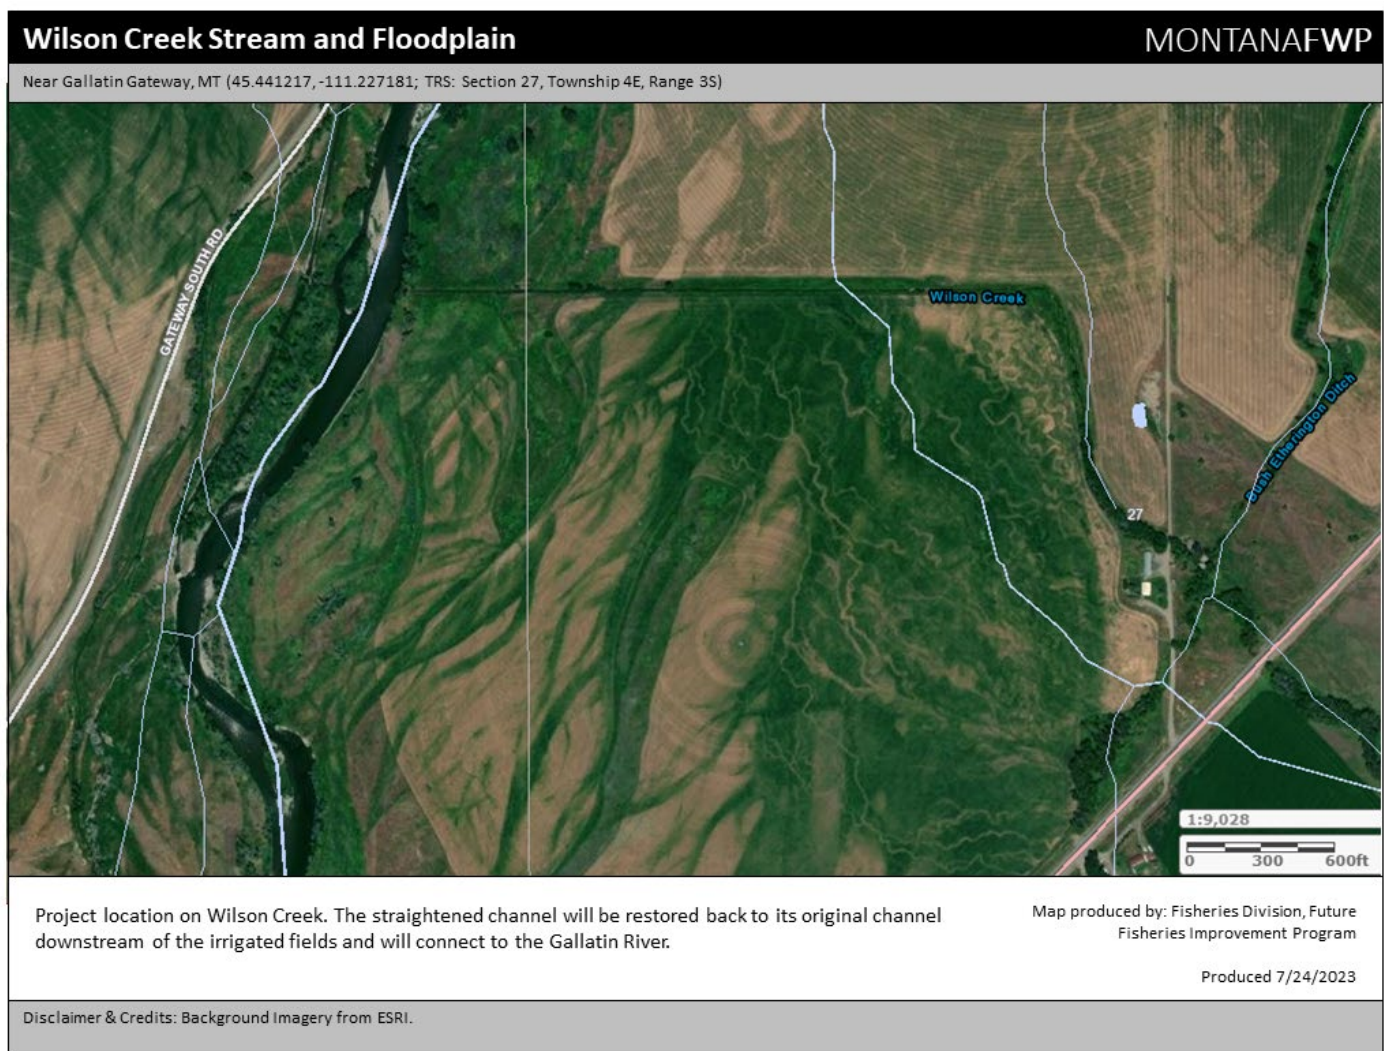 Wilson Creek Stream and Floodplain
MONTANAFWP
Near Gallatin Gateway, MT (45.441217, -111.227181; TRS: Section 27, Township 4E, Range 3S)
GATEWAY SOUTH RD
Wilson Creek
Bush Etherington Ditch
27
1:9,028
0 300 600ft
Project location on Wilson Creek. The straightened channel will be restored back to its original channel
downstream of the irrigated fields and will connect to the Gallatin River.
Map produced by: Fisheries Division, Future
Fisheries Improvement Program
Produced 7/24/2023
Disclaimer & Credits: Background Imagery from ESRI.